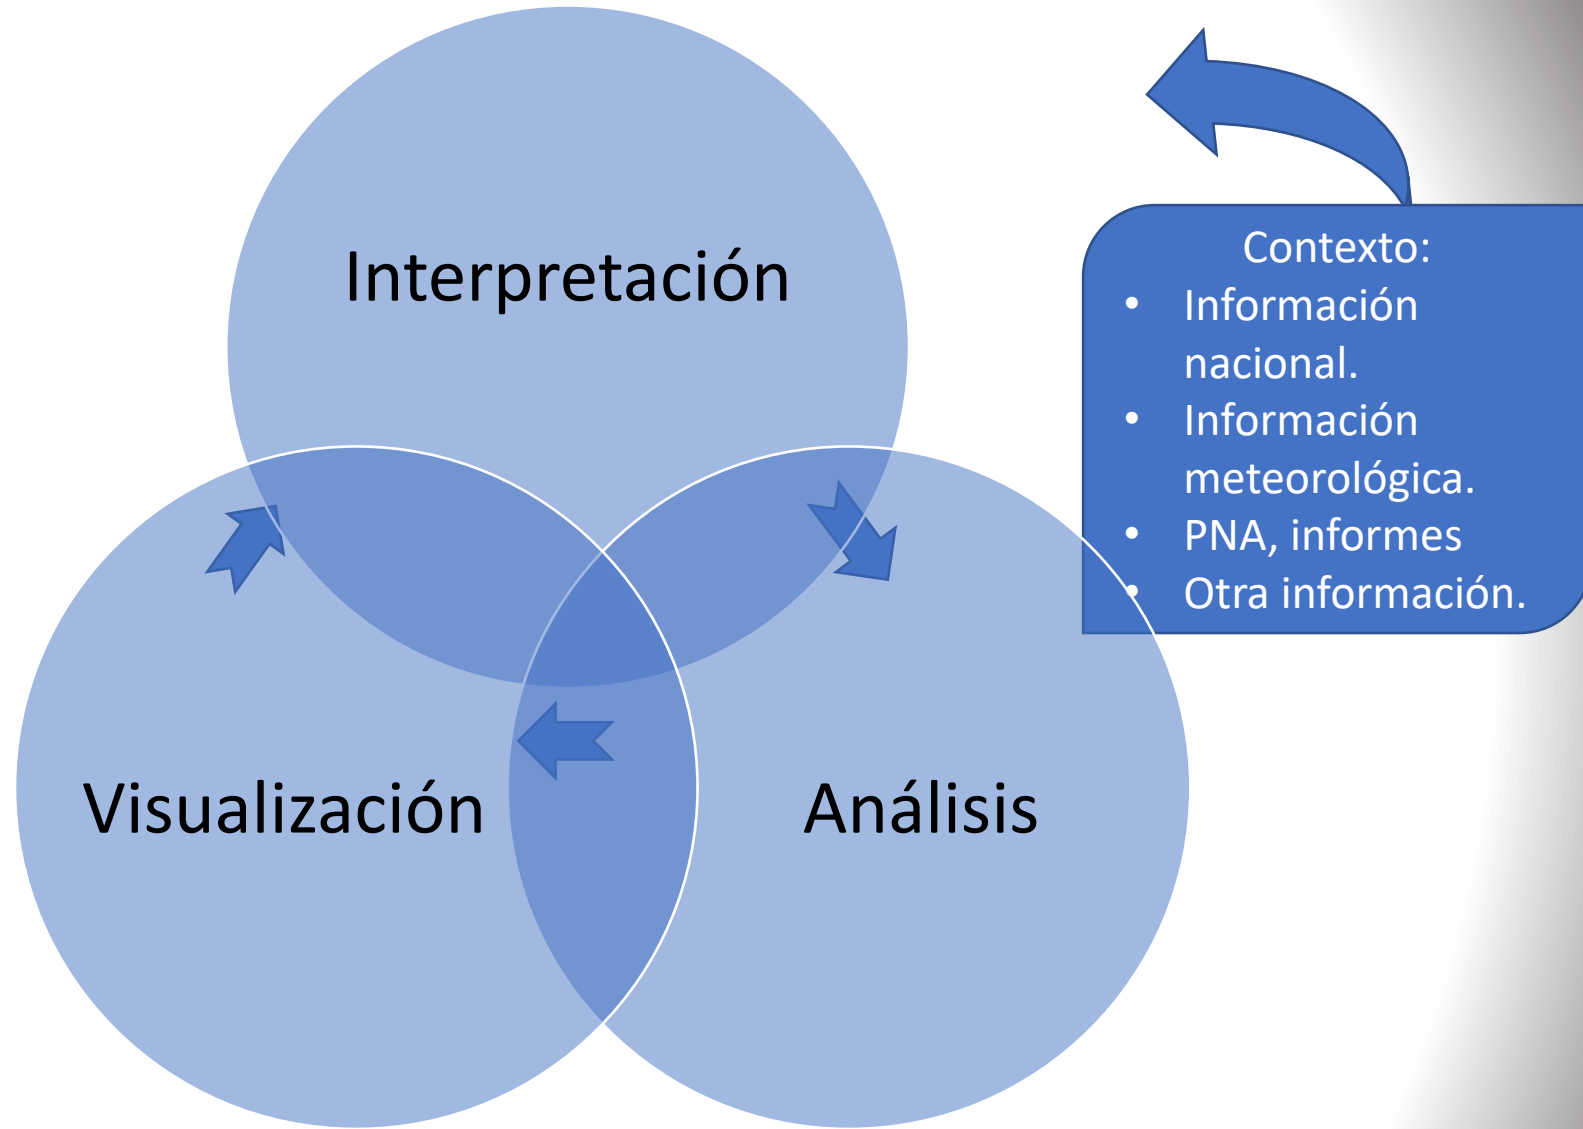 Interpretación
Visualización
Análisis
Contexto:
• Información
nacional.
• Información
meteorológica.
• PNA, informes
• Otra información.